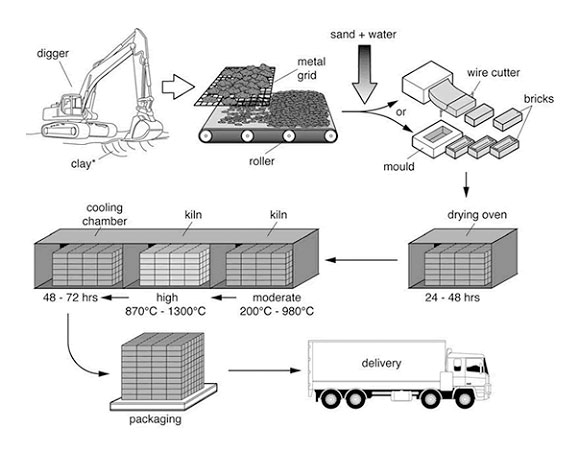 digger
clay*
metal
grid
roller
sand + water
or
wire cutter
bricks
mould
drying oven
24 - 48 hrs
kiln
moderate
200°C - 980°C
kiln
high
870°C - 1300°C
cooling
chamber
48 - 72 hrs
packaging
delivery